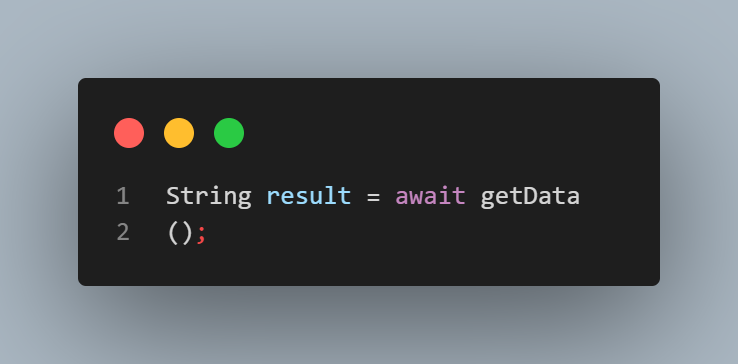 1 String result = await getData
2 ();